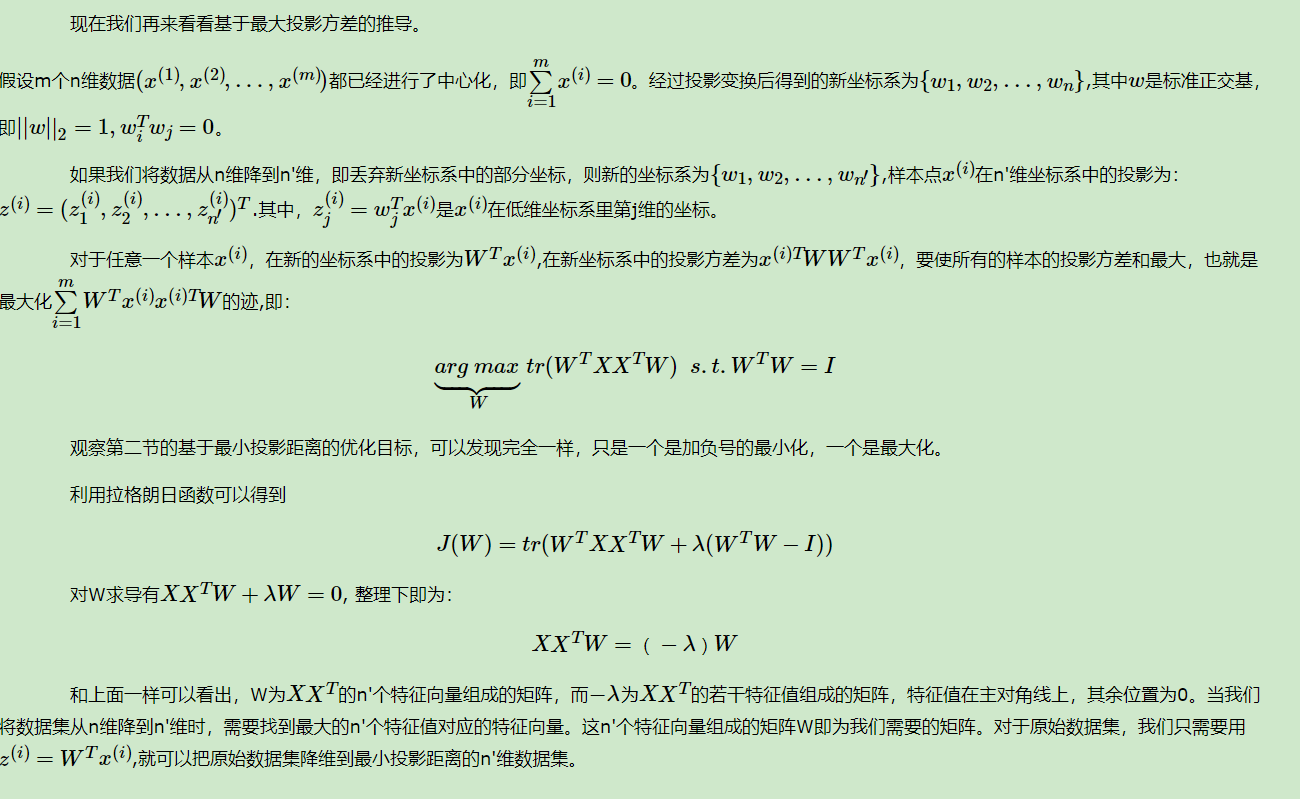 现在我们再来看看基于最大投影方差的推导。
假设m个n维数据$(x^{(1)}, x^{(2)}, \ldots, x^{(m)})$都已经进行了中心化，即$\sum\limits_{i=1}^{m} x^{(i)} = 0$。经过投影变换后得到的新坐标系为$\{w_1, w_2, \ldots, w_n\}$,其中$w$是标准正交基，
即$||w||_2 = 1, w_i^T w_j = 0$。
如果我们将数据从n维降到n'维，即丢弃新坐标系中的部分坐标，则新的坐标系为$\{w_1, w_2, \ldots, w_{n'}\}$,样本点$x^{(i)}$在n'维坐标系中的投影为：
$z^{(i)} = (z_1^{(i)}, z_2^{(i)}, \ldots, z_{n'}^{(i)})^T$.其中，$z_j^{(i)} = w_j^T x^{(i)}$是$x^{(i)}$在低维坐标系里第j维的坐标。
对于任意一个样本$x^{(i)}$，在新的坐标系中的投影为$W^T x^{(i)}$,在新坐标系中的投影方差为$x^{(i)T} W W^T x^{(i)}$，要使所有的样本的投影方差和最大，也就是
最大化$\sum\limits_{i=1}^{m} W^T x^{(i)} x^{(i)T} W$的迹,即：
$\underbrace{arg\ max}_{W}\ tr(W^T X X^T W)\ \ s.t. W^T W = I$
观察第二节的基于最小投影距离的优化目标，可以发现完全一样，只是一个是加负号的最小化，一个是最大化。
利用拉格朗日函数可以得到
$J(W) = tr(W^T X X^T W + \lambda(W^T W - I))$
对W求导有$X X^T W + \lambda W = 0$, 整理下即为：
$X X^T W = （-\lambda）W$
和上面一样可以看出，W为$X X^T$的n'个特征向量组成的矩阵，而$-\lambda$为$X X^T$的若干特征值组成的矩阵，特征值在主对角线上，其余位置为0。当我们
将数据集从n维降到n'维时，需要找到最大的n'个特征值对应的特征向量。这n'个特征向量组成的矩阵W即为我们需要的矩阵。对于原始数据集，我们只需要用
$z^{(i)} = W^T x^{(i)}$,就可以把原始数据集降维到最小投影距离的n'维数据集。